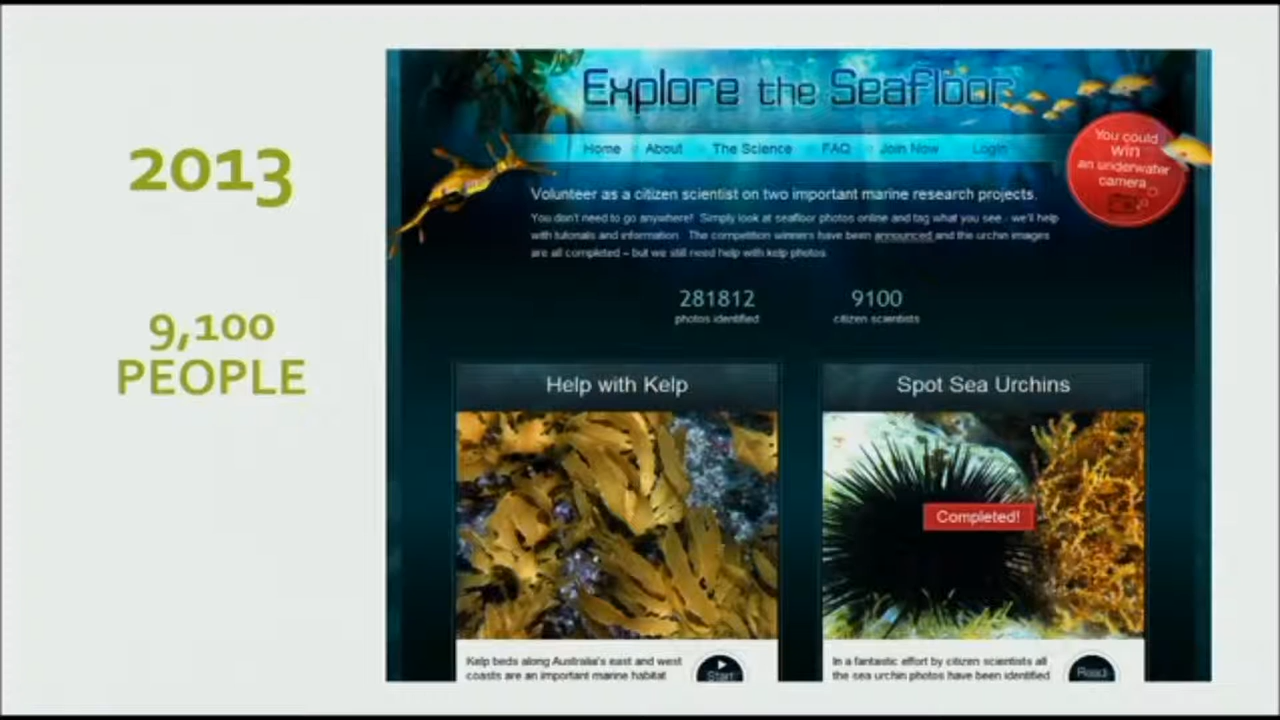 2013
9,100
PEOPLE
Explore the Seafloor
Home About The Science FAQ Join Now Login
You could
win
an underwater
camera
Volunteer as a citizen scientist on two important marine research projects.
You don't need to go anywhere! Simply look at seafloor photos online and tag what you see - we'll help
with tutorials and information. The competition winners have been announced and the urchin images
are all completed – but we still need help with kelp photos.
281812
photos identified
9100
citizen scientists
Help with Kelp
Kelp beds along Australia's east and west
coasts are an important marine habitat
Start
Spot Sea Urchins
Completed!
In a fantastic effort by citizen scientists all
the sea urchin photos have been identified
Read